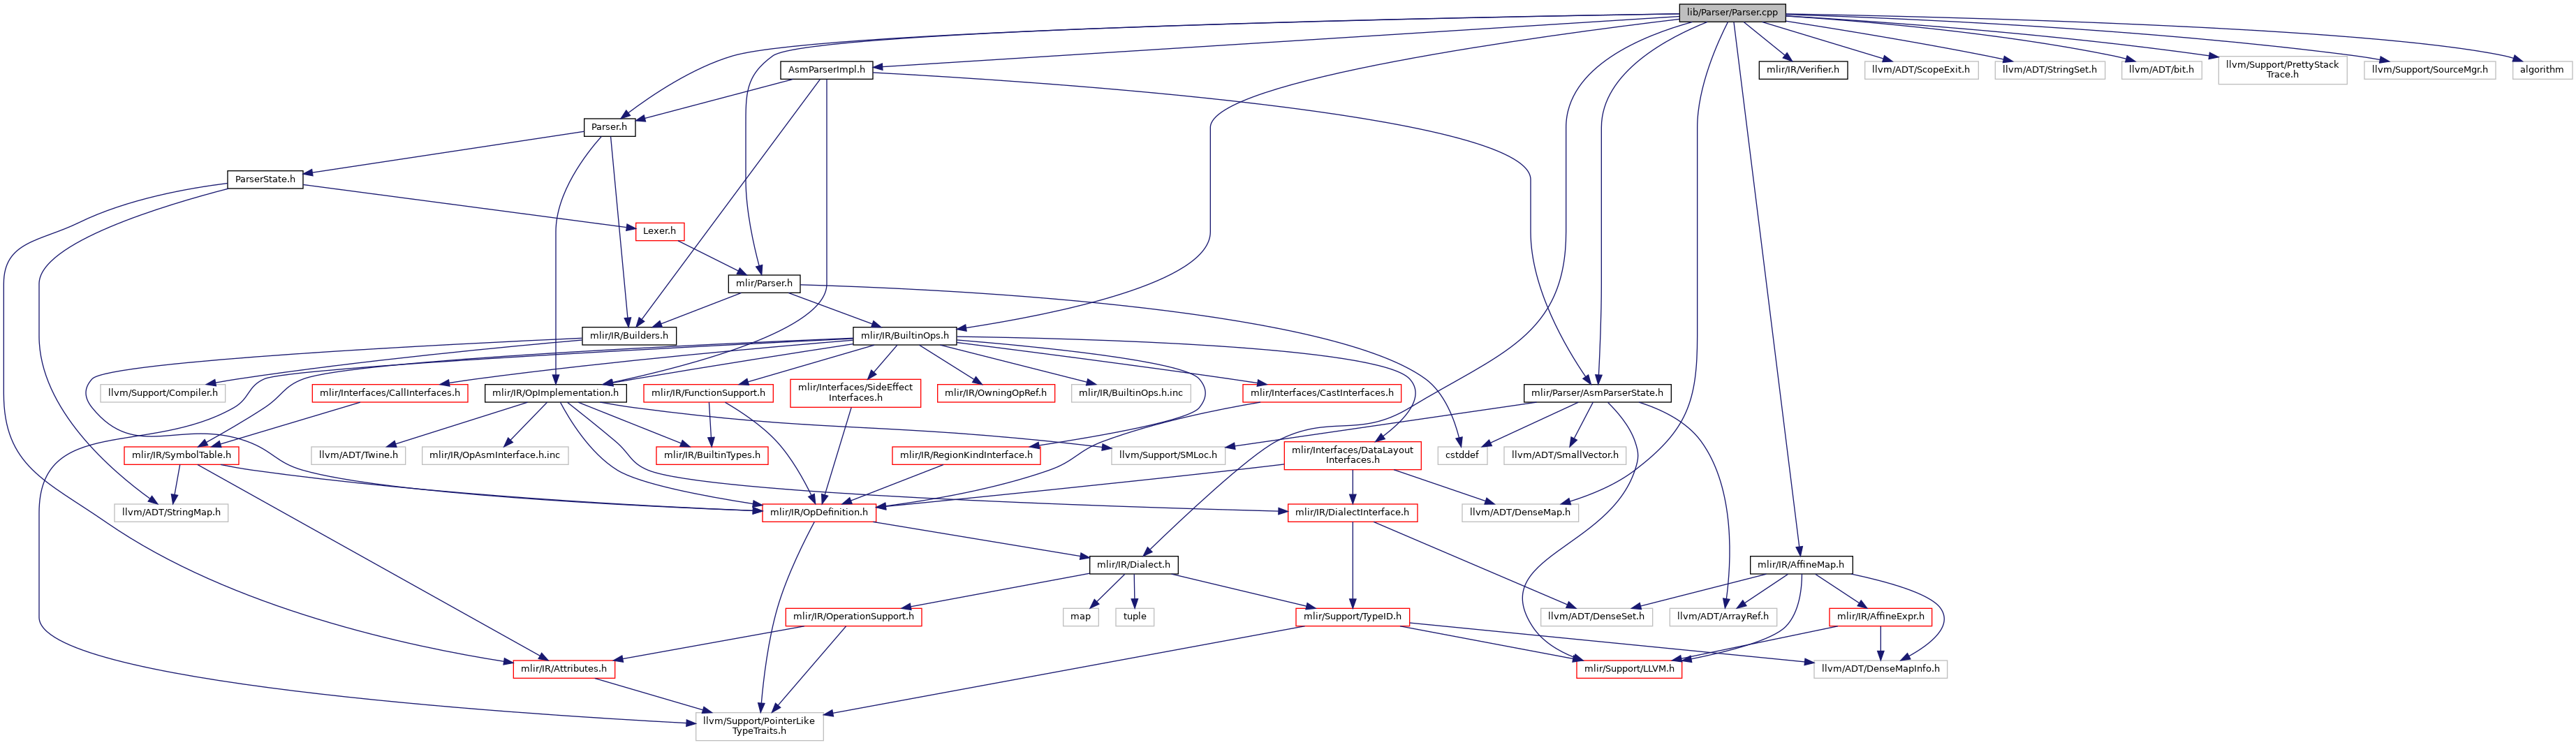 lib/Parser/Parser.cpp
AsmParserImpl.h
mlir/IR/Verifier.h
llvm/ADT/ScopeExit.h
llvm/ADT/StringSet.h
llvm/ADT/bit.h
llvm/Support/PrettyStack
Trace.h
llvm/Support/SourceMgr.h
algorithm
Parser.h
ParserState.h
Lexer.h
mlir/Parser.h
mlir/IR/Builders.h
mlir/IR/BuiltinOps.h
llvm/Support/Compiler.h
mlir/Interfaces/CallInterfaces.h
mlir/IR/OpImplementation.h
mlir/IR/FunctionSupport.h
mlir/Interfaces/SideEffect
Interfaces.h
mlir/IR/OwningOpRef.h
mlir/IR/BuiltinOps.h.inc
mlir/Interfaces/CastInterfaces.h
mlir/Parser/AsmParserState.h
mlir/IR/SymbolTable.h
llvm/ADT/Twine.h
mlir/IR/OpAsmInterface.h.inc
mlir/IR/BuiltinTypes.h
mlir/IR/RegionKindInterface.h
llvm/Support/SMLoc.h
mlir/Interfaces/DataLayout
Interfaces.h
cstddef
llvm/ADT/SmallVector.h
llvm/ADT/StringMap.h
mlir/IR/OpDefinition.h
mlir/IR/DialectInterface.h
llvm/ADT/DenseMap.h
mlir/IR/Dialect.h
mlir/IR/AffineMap.h
mlir/IR/OperationSupport.h
map
tuple
mlir/Support/TypeID.h
llvm/ADT/DenseSet.h
llvm/ADT/ArrayRef.h
mlir/IR/AffineExpr.h
mlir/IR/Attributes.h
mlir/Support/LLVM.h
llvm/ADT/DenseMapInfo.h
llvm/Support/PointerLike
TypeTraits.h